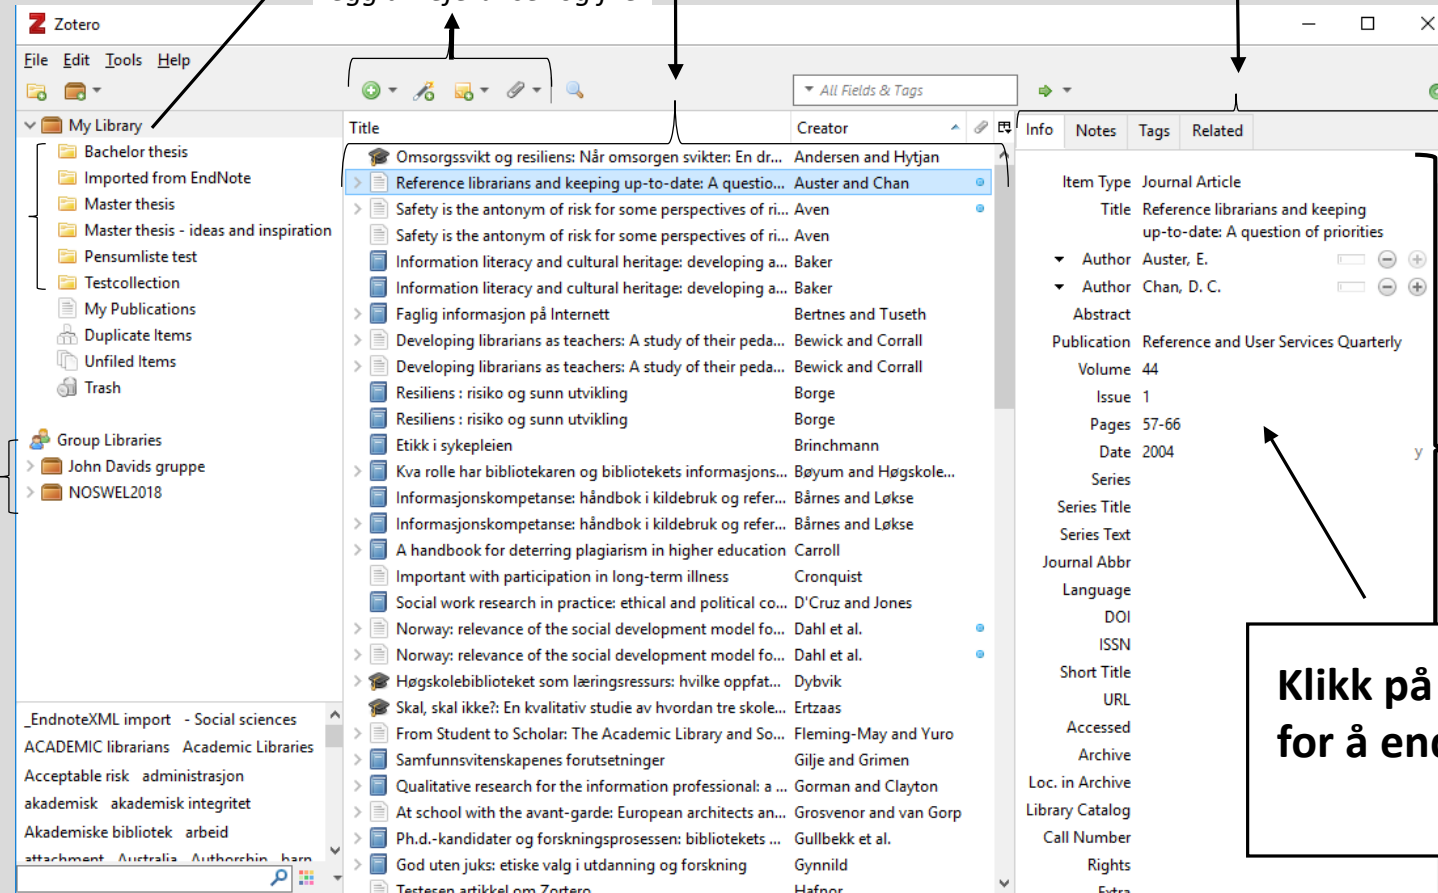 Zotero
File Edit Tools Help
All Fields & Tags
My Library
Bachelor thesis
Imported from EndNote
Master thesis
Master thesis - ideas and inspiration
Pensumliste test
Testcollection
My Publications
Duplicate Items
Unfiled Items
Trash
Group Libraries
John Davids gruppe
NOSWEL2018
_EndnoteXML import - Social sciences
ACADEMIC librarians Academic Libraries
Acceptable risk administrasjon
akademisk akademisk integritet
Akademiske bibliotek arbeid
attachment Australia Authorship barn
Title Creator
Omsorgssvikt og resiliens: Når omsorgen svikter: En dr... Andersen and Hytjan
Reference librarians and keeping up-to-date: A questio... Auster and Chan
Safety is the antonym of risk for some perspectives of ri... Aven
Safety is the antonym of risk for some perspectives of ri... Aven
Information literacy and cultural heritage: developing a... Baker
Information literacy and cultural heritage: developing a... Baker
Faglig informasjon på Internett Bertnes and Tuseth
Developing librarians as teachers: A study of their peda... Bewick and Corrall
Developing librarians as teachers: A study of their peda... Bewick and Corrall
Resiliens : risiko og sunn utvikling Borge
Resiliens : risiko og sunn utvikling Borge
Etikk i sykepleien Brinchmann
Kva rolle har bibliotekaren og bibliotekets informasjons... Bøyum and Høgskole...
Informasjonskompetanse: håndbok i kildebruk og refer... Bårnes and Løkse
Informasjonskompetanse: håndbok i kildebruk og refer... Bårnes and Løkse
A handbook for deterring plagiarism in higher education Carroll
Important with participation in long-term illness Cronquist
Social work research in practice: ethical and political co... D'Cruz and Jones
Norway: relevance of the social development model fo... Dahl et al.
Norway: relevance of the social development model fo... Dahl et al.
Høgskolebiblioteket som læringsressurs: hvilke oppfat... Dybvik
Skal, skal ikke?: En kvalitativ studie av hvordan tre skole... Ertzaas
From Student to Scholar: The Academic Library and So... Fleming-May and Yuro
Samfunnsvitenskapenes forutsetninger Gilje and Grimen
Qualitative research for the information professional: a ... Gorman and Clayton
At school with the avant-garde: European architects an... Grosvenor and van Gorp
Ph.d.-kandidater og forskningsprosessen: bibliotekets ... Gullbekk et al.
God uten juks: etiske valg i utdanning og forskning Gynnild
Testesen artikkel om Zortero Hafnor
Info Notes Tags Related
Item Type Journal Article
Title Reference librarians and keeping
up-to-date: A question of priorities
Author Auster, E.
Author Chan, D. C.
Abstract
Publication Reference and User Services Quarterly
Volume 44
Issue 1
Pages 57-66
Date 2004 y
Series
Series Title
Series Text
Journal Abbr
Language
DOI
ISSN
Short Title
URL
Accessed
Archive
Loc. in Archive
Library Catalog
Call Number
Rights
Extra
Klikk på
for å